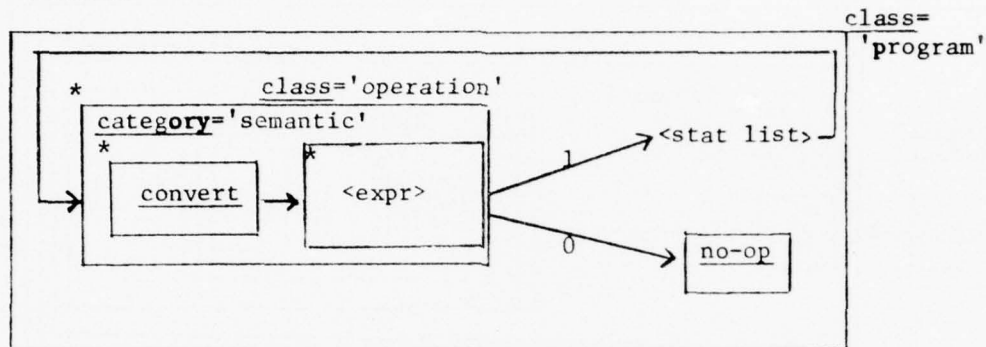 class=
'program'
* class='operation'
category='semantic'
* *
convert <expr> 1 <stat list>
0 no-op